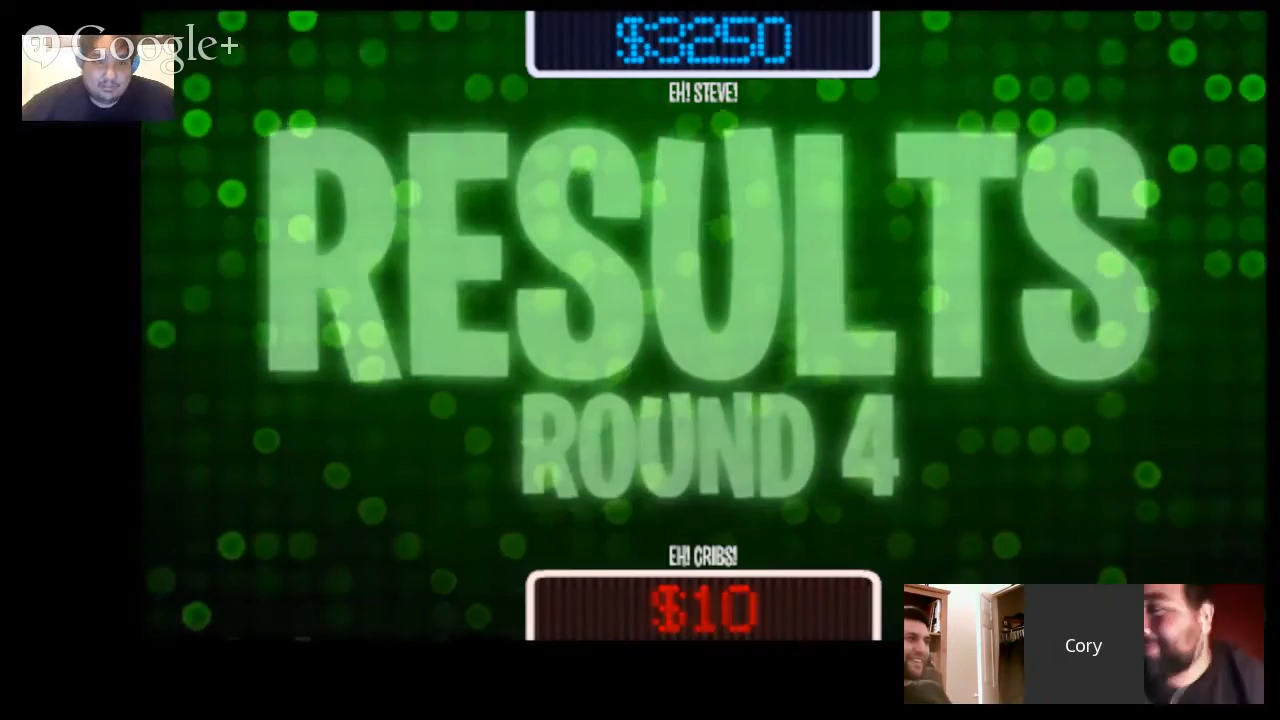 Google+
$3250
EH! STEVE!
RESULTS
ROUND 4
EH! CRIBS!
$10
Cory